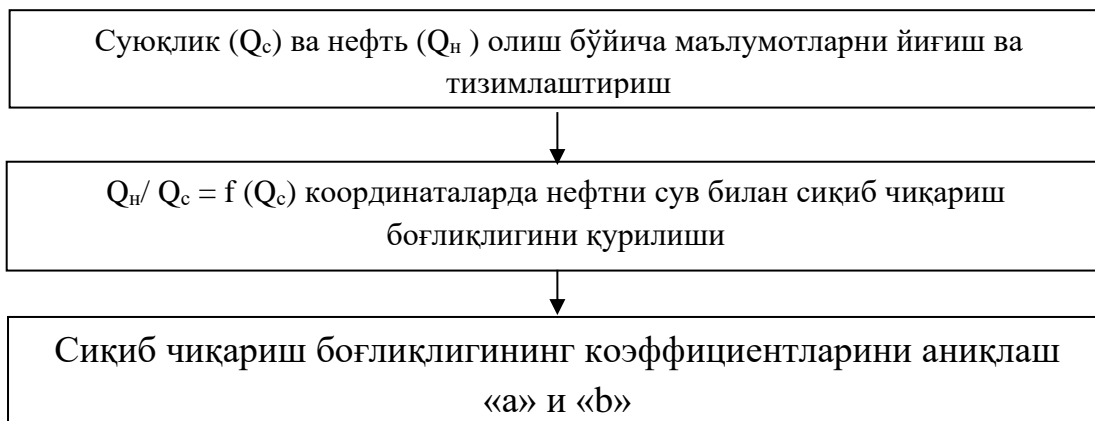 Суюқлик (Qс) ва нефть (Qн ) олиш бўйича маълумотларни йиғиш ва
тизимлаштириш
Qн/ Qс = f (Qс) координаталарда нефтни сув билан сиқиб чиқариш
боғлиқлигини қурилиши
Сиқиб чиқариш боғлиқлигининг коэффициентларини аниқлаш
«а» и «b»